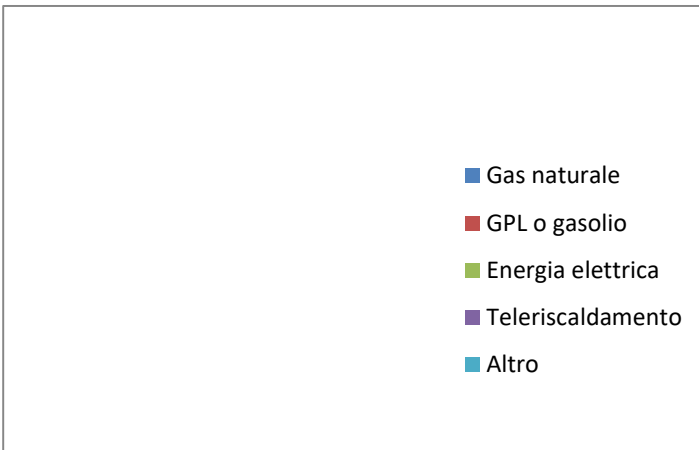 Gas naturale
GPL o gasolio
Energia elettrica
Teleriscaldamento
Altro